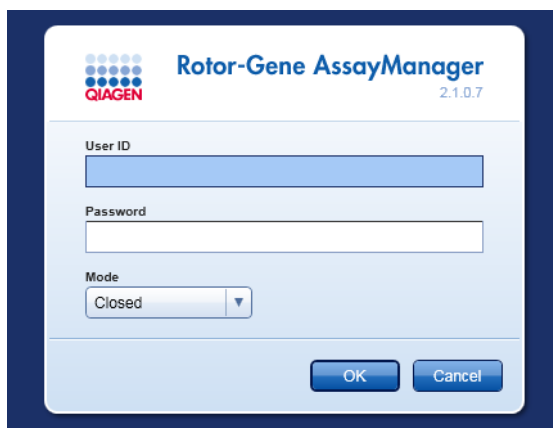 Rotor-Gene AssayManager
2.1.0.7
QIAGEN
User ID
Password
Mode
Closed
OK Cancel